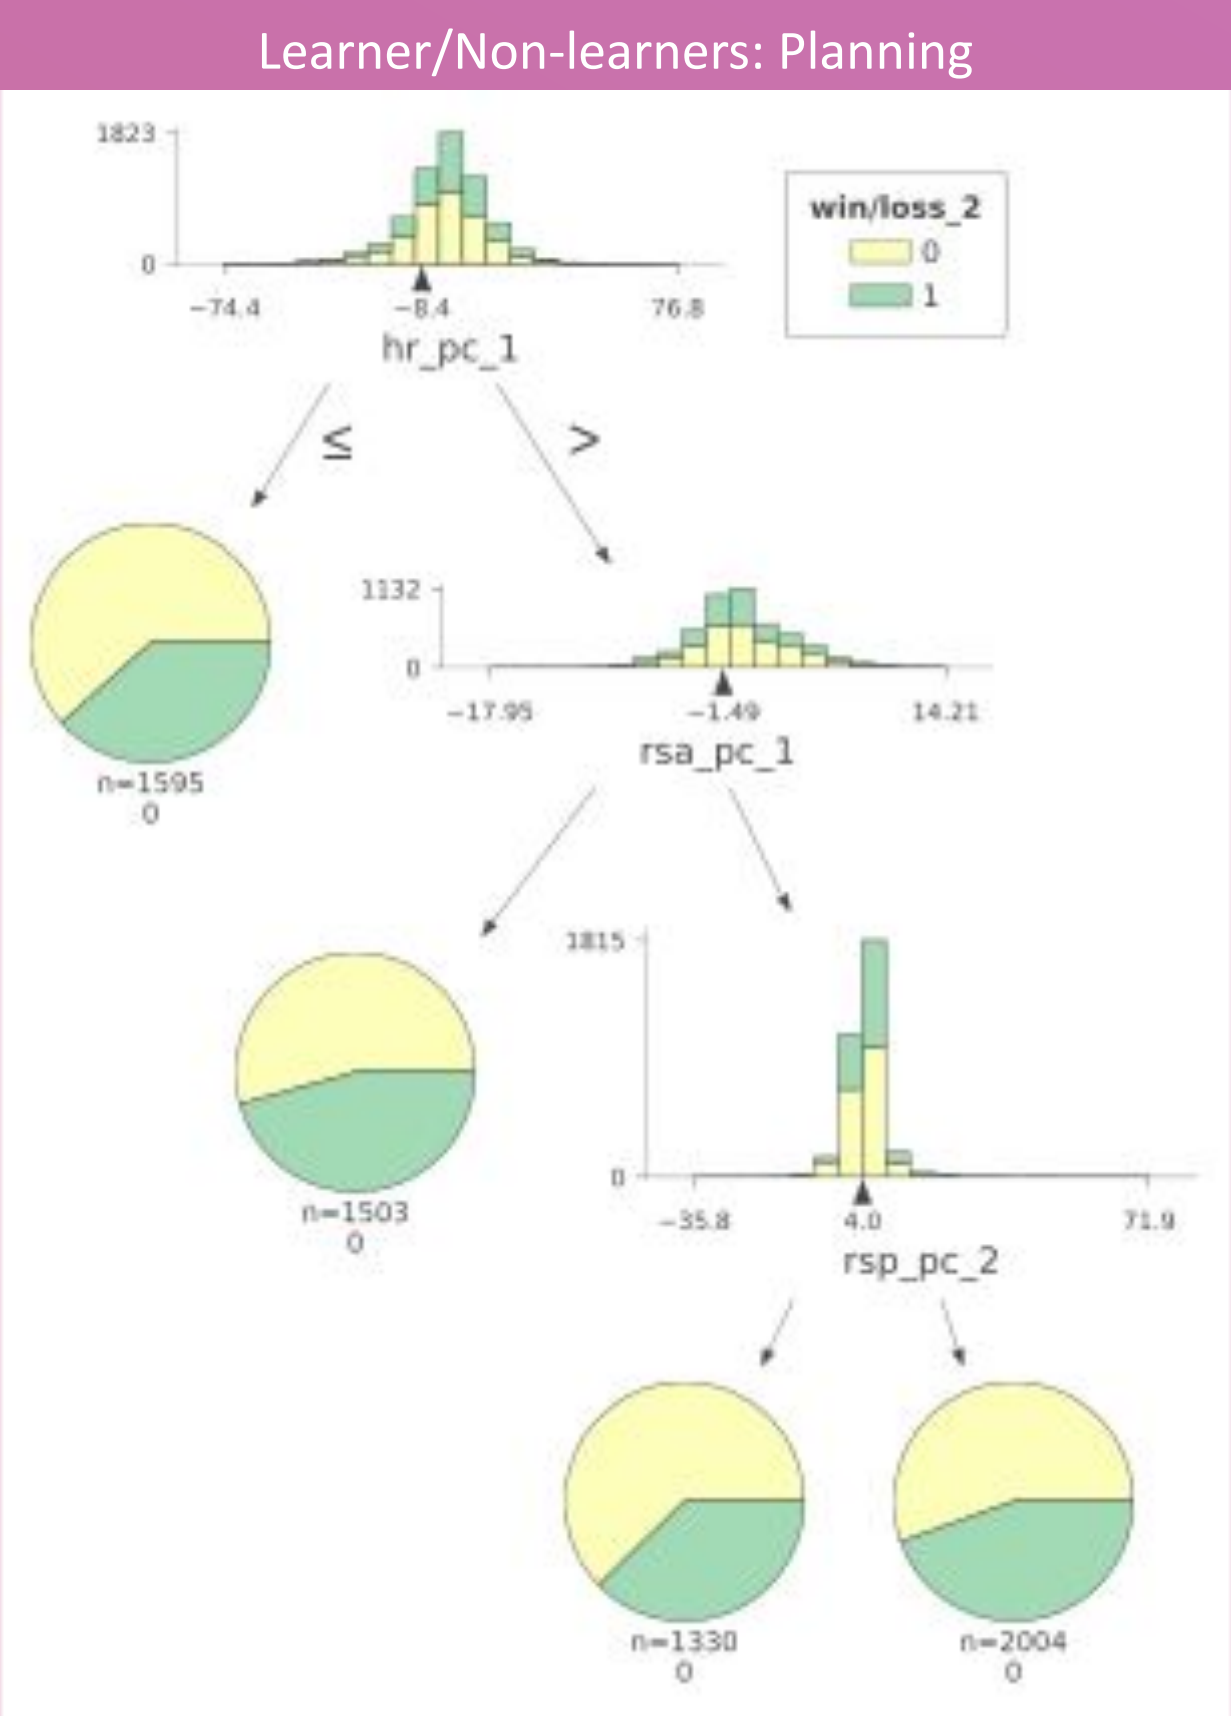 Learner/Non-learners: Planning
1823
0
−74.4
−8.4
76.8
hr_pc_1
win/loss_2
0
1
≤
>
n=1595
0
1132
0
−17.95
−1.49
14.21
rsa_pc_1
n=1503
0
1815
0
−35.8
4.0
71.9
rsp_pc_2
n=1330
0
n=2004
0